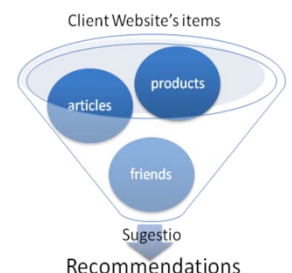 Client Website's items
products
articles
friends
Sugestio
Recommendations